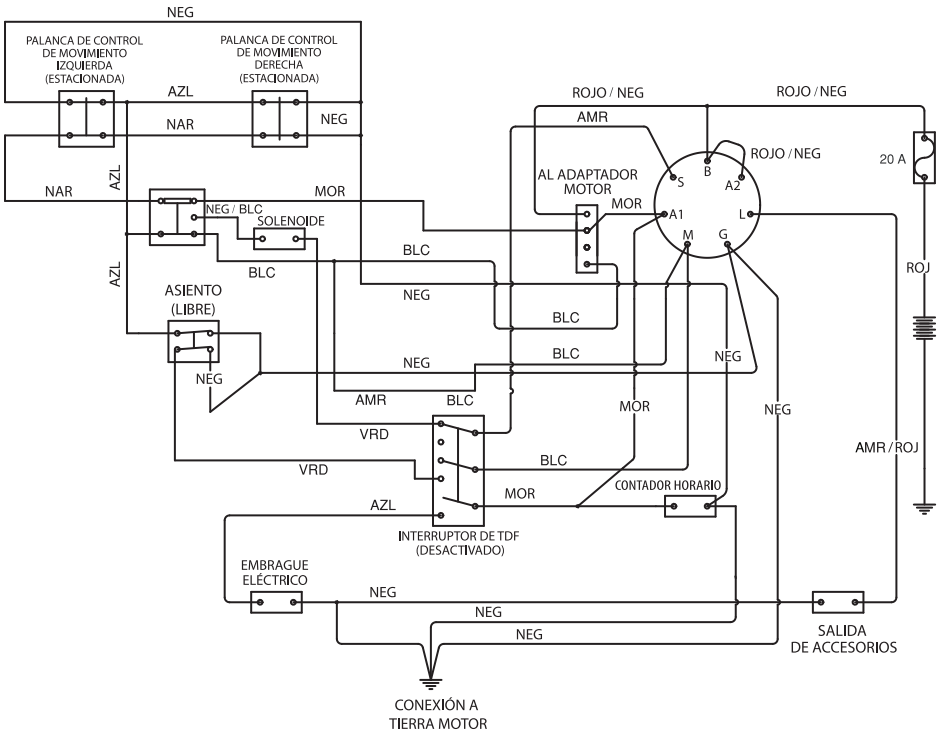 NEG
PALANCA DE CONTROL
DE MOVIMIENTO
IZQUIERDA
(ESTACIONADA)
PALANCA DE CONTROL
DE MOVIMIENTO
DERECHA
(ESTACIONADA)
ROJO / NEG
ROJO / NEG
AZL
AMR
NEG
NAR
ROJO / NEG
20 A
B
S
A2
AL ADAPTADOR
MOTOR
AZL
NAR
MOR
MOR
NEG / BLC
SOLENOIDE
A1
L
M
G
BLC
BLC
AZL
ROJ
ASIENTO
(LIBRE)
NEG
BLC
BLC
NEG
NEG
NEG
AMR
BLC
MOR
NEG
VRD
AMR / ROJ
VRD
BLC
CONTADOR HORARIO
MOR
AZL
INTERRUPTOR DE TDF
(DESACTIVADO)
EMBRAGUE
ELÉCTRICO
NEG
NEG
NEG
SALIDA
DE ACCESORIOS
CONEXIÓN A
TIERRA MOTOR